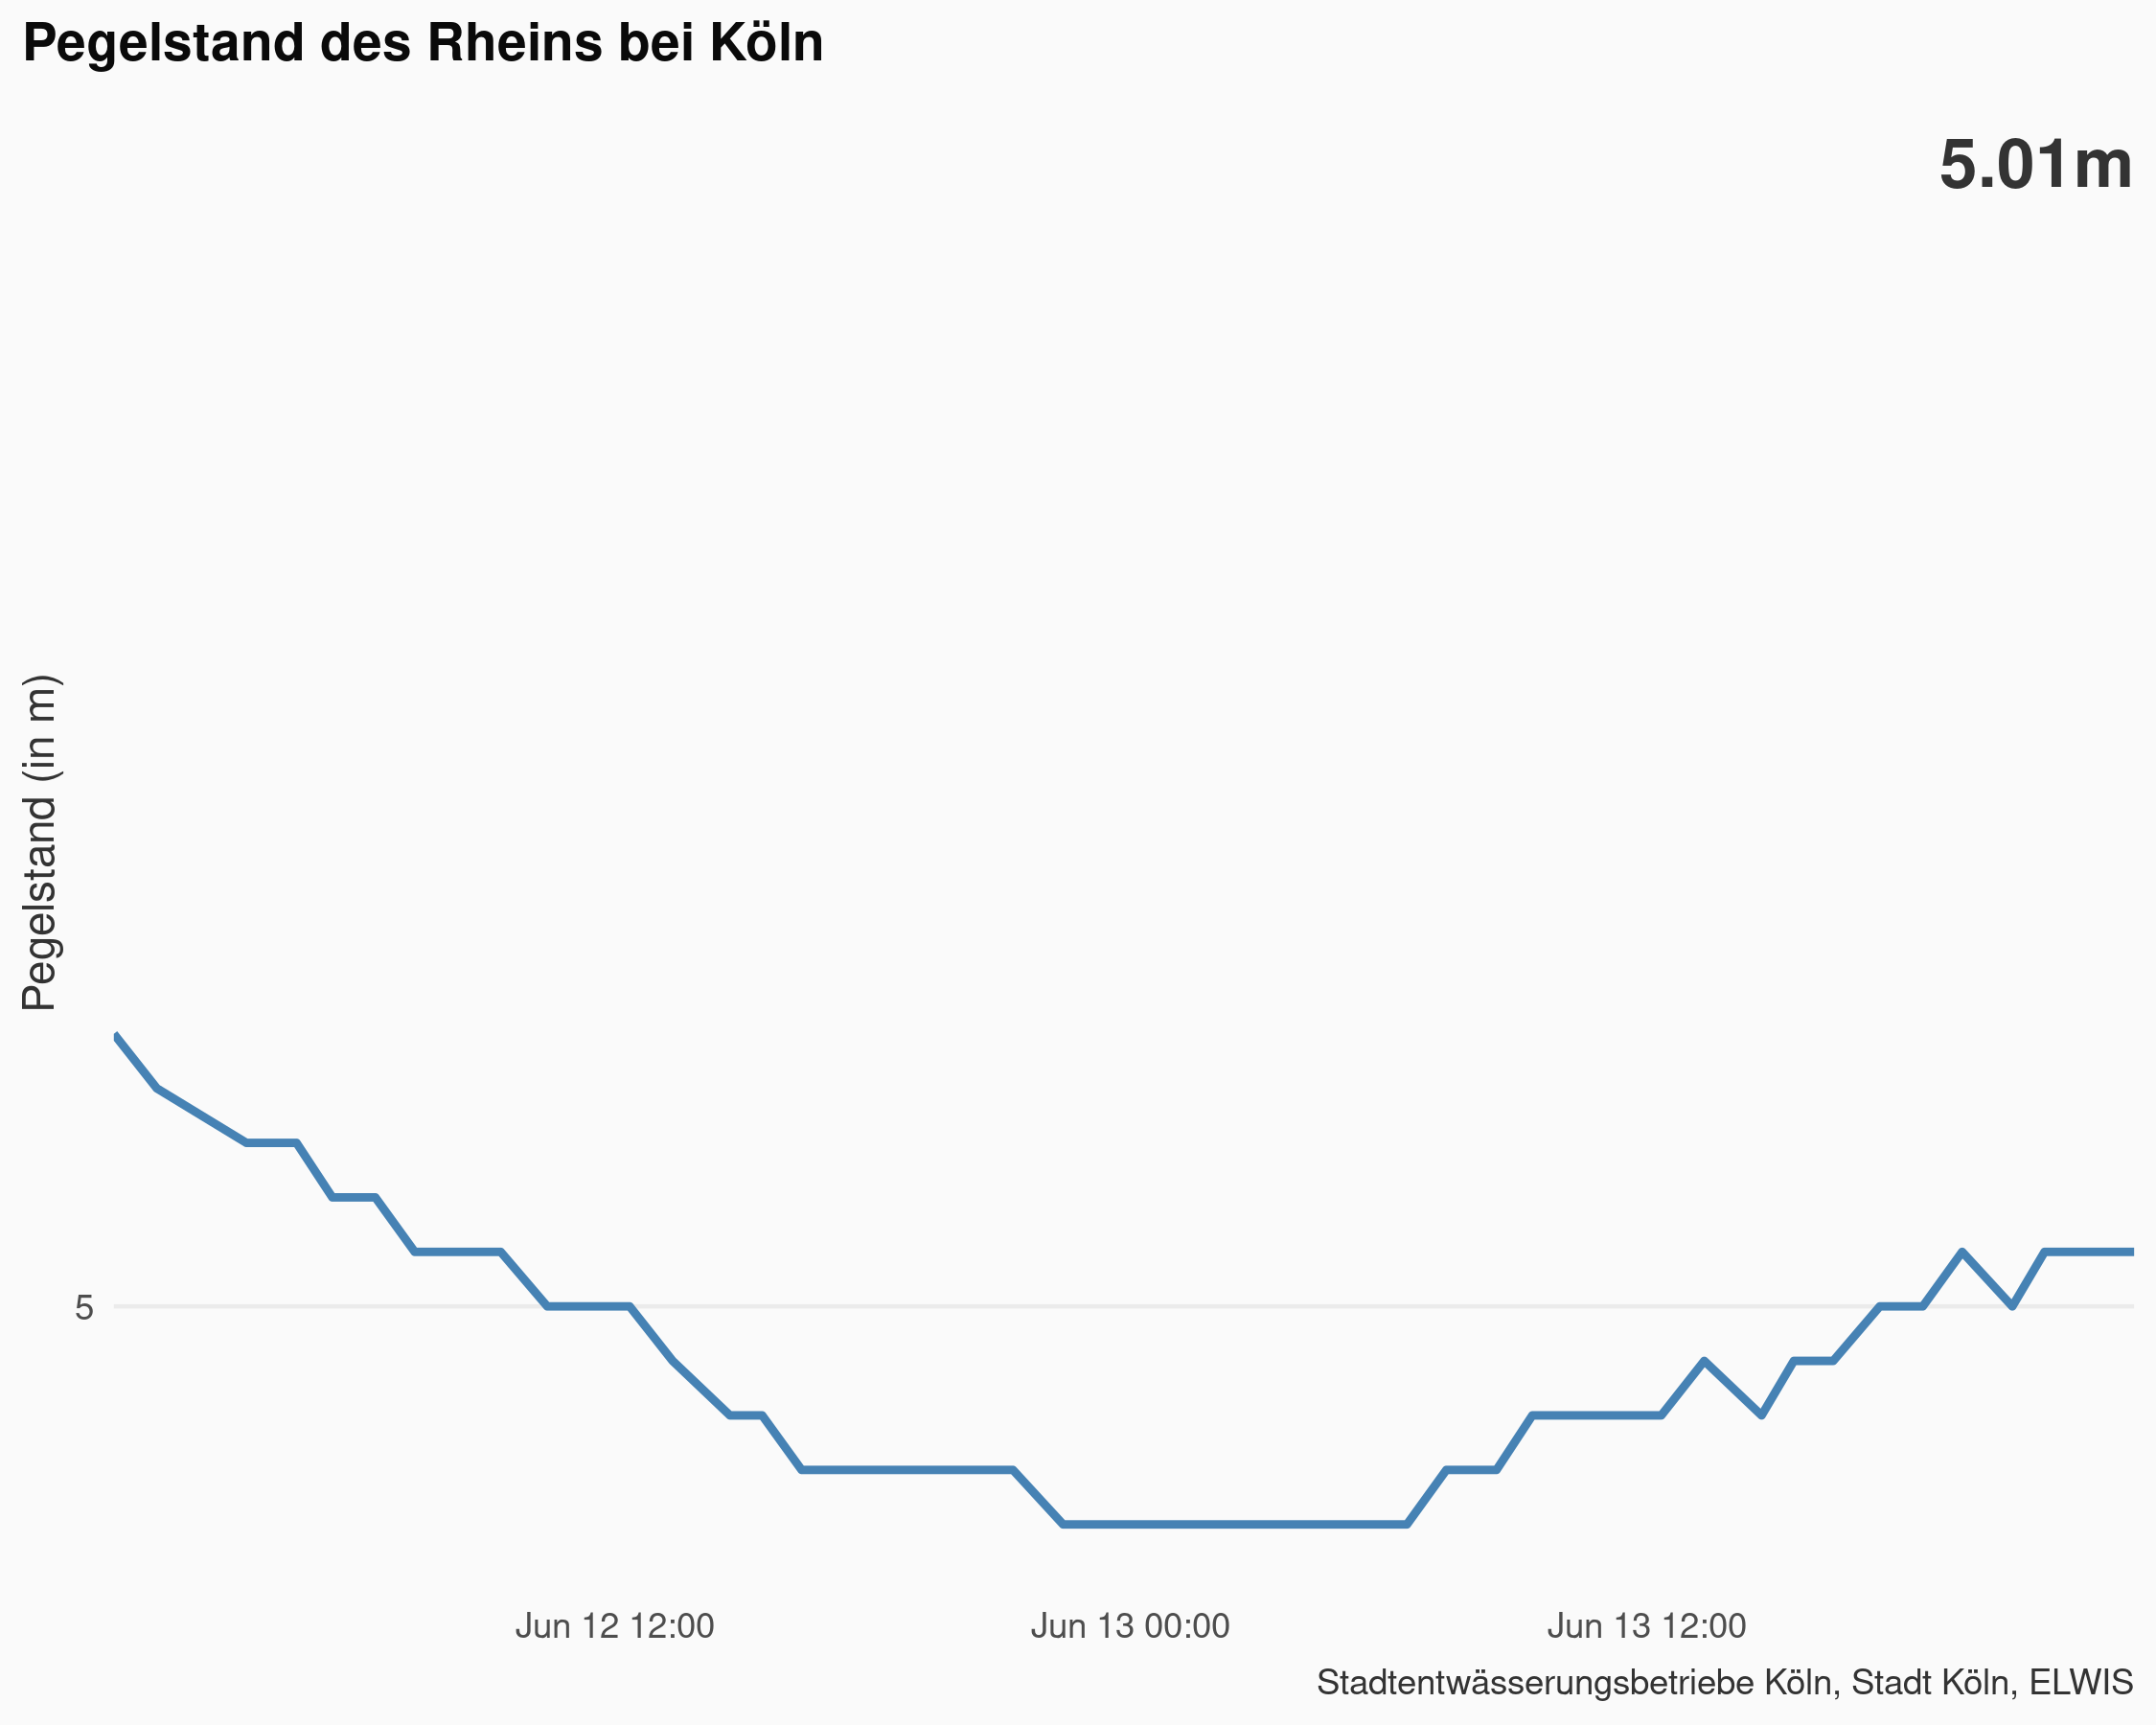 Pegelstand des Rheins bei Köln
5.01m
Pegelstand (in m)
5
Jun 12 12:00
Jun 13 00:00
Jun 13 12:00
Stadtentwässerungsbetriebe Köln, Stadt Köln, ELWIS